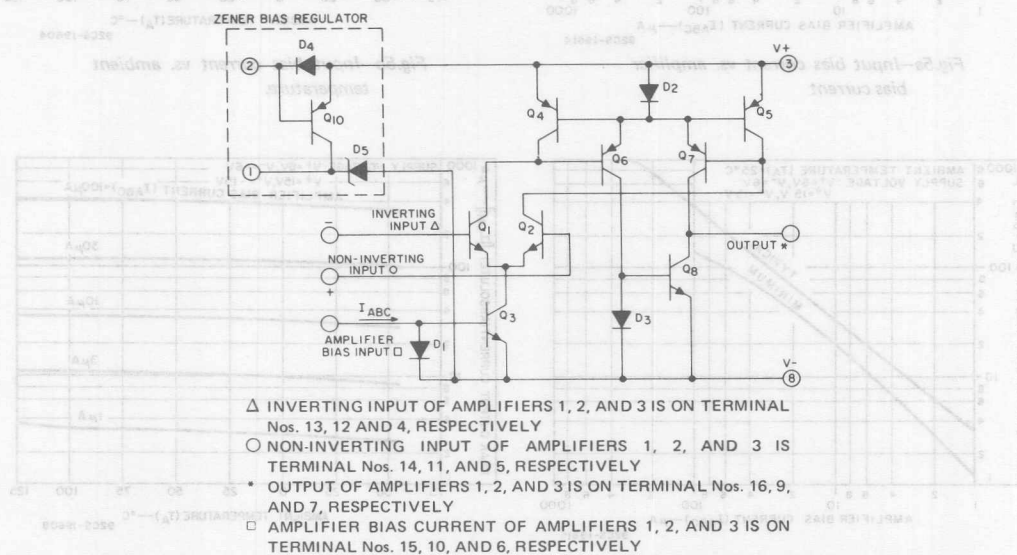 ZENER BIAS REGULATOR
2
D4
Q10
D5
1
V+
3
D2
Q4
Q5
Q6
Q7
INVERTING
INPUT Δ
−
Q1
Q2
NON-INVERTING
INPUT O
+
OUTPUT *
Q8
IABC
Q3
AMPLIFIER
BIAS INPUT □
D1
D3
V-
8
Δ INVERTING INPUT OF AMPLIFIERS 1, 2, AND 3 IS ON TERMINAL
Nos. 13, 12 AND 4, RESPECTIVELY
O NON-INVERTING INPUT OF AMPLIFIERS 1, 2, AND 3 IS
TERMINAL Nos. 14, 11, AND 5, RESPECTIVELY
* OUTPUT OF AMPLIFIERS 1, 2, AND 3 IS ON TERMINAL Nos. 16, 9,
AND 7, RESPECTIVELY
□ AMPLIFIER BIAS CURRENT OF AMPLIFIERS 1, 2, AND 3 IS ON
TERMINAL Nos. 15, 10, AND 6, RESPECTIVELY